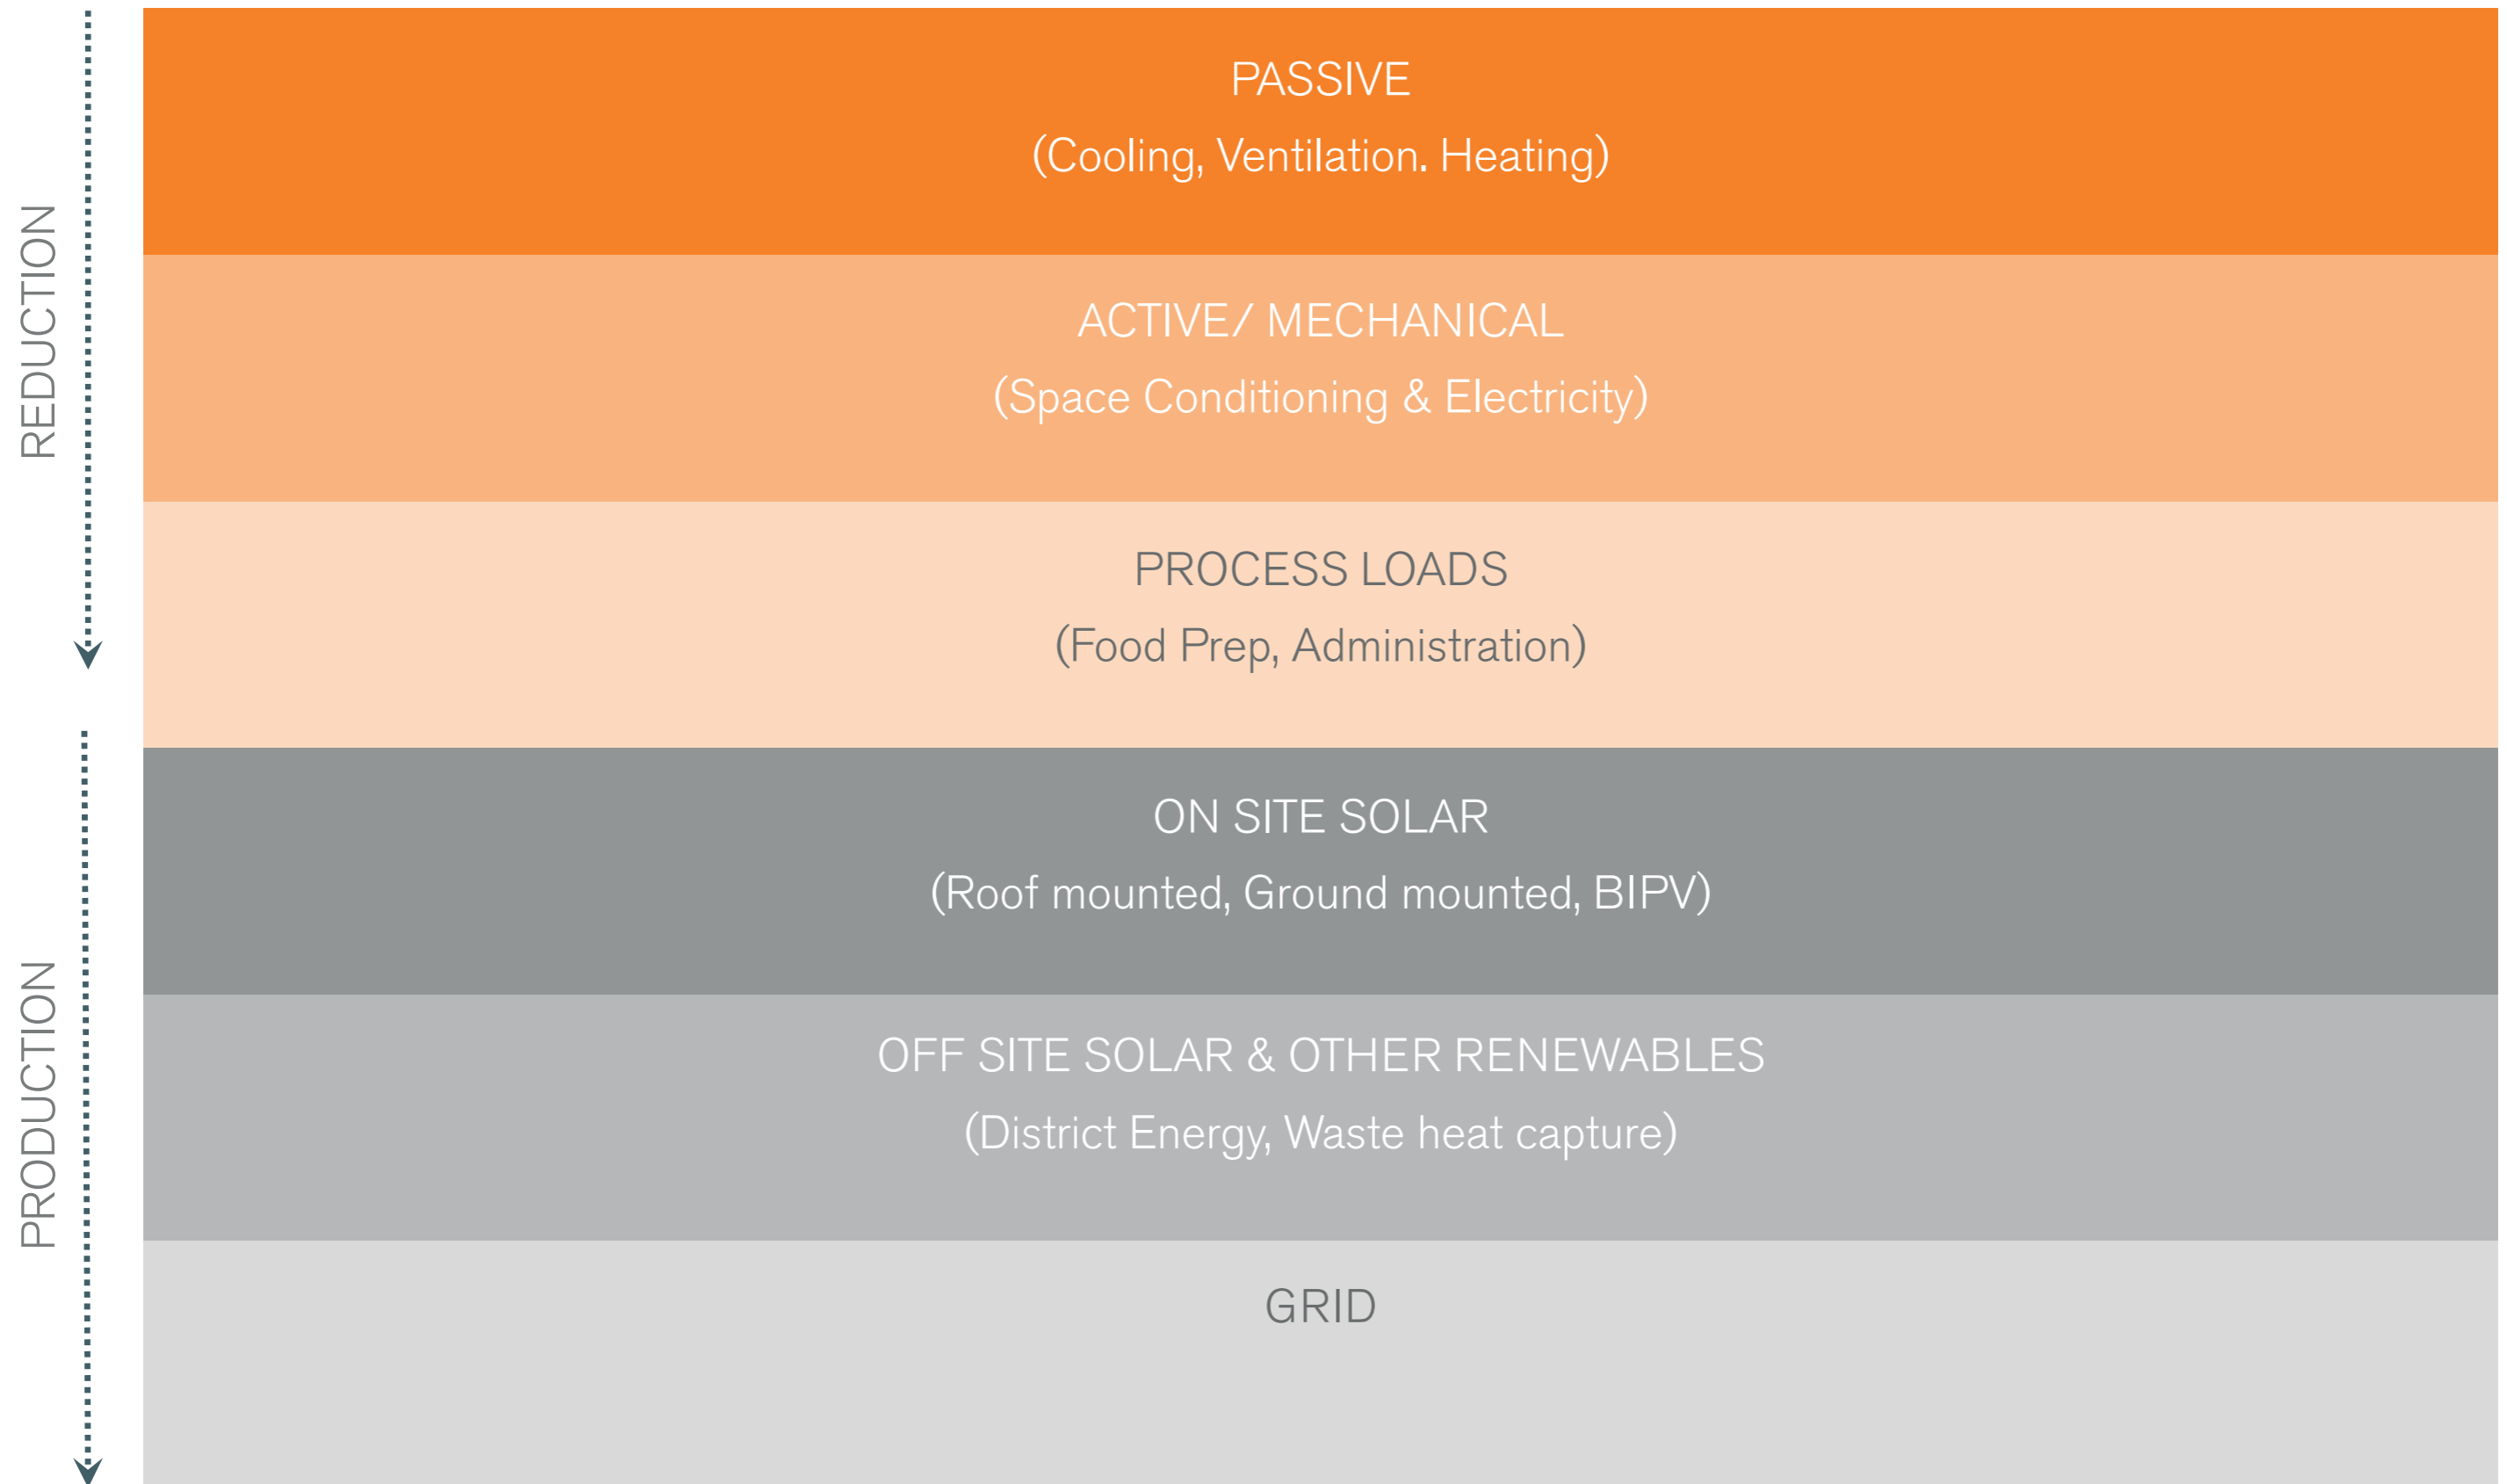 REDUCTION
PASSIVE
(Cooling, Ventilation. Heating)
ACTIVE/ MECHANICAL
(Space Conditioning & Electricity)
PROCESS LOADS
(Food Prep, Administration)
PRODUCTION
ON SITE SOLAR
(Roof mounted, Ground mounted, BIPV)
OFF SITE SOLAR & OTHER RENEWABLES
(District Energy, Waste heat capture)
GRID